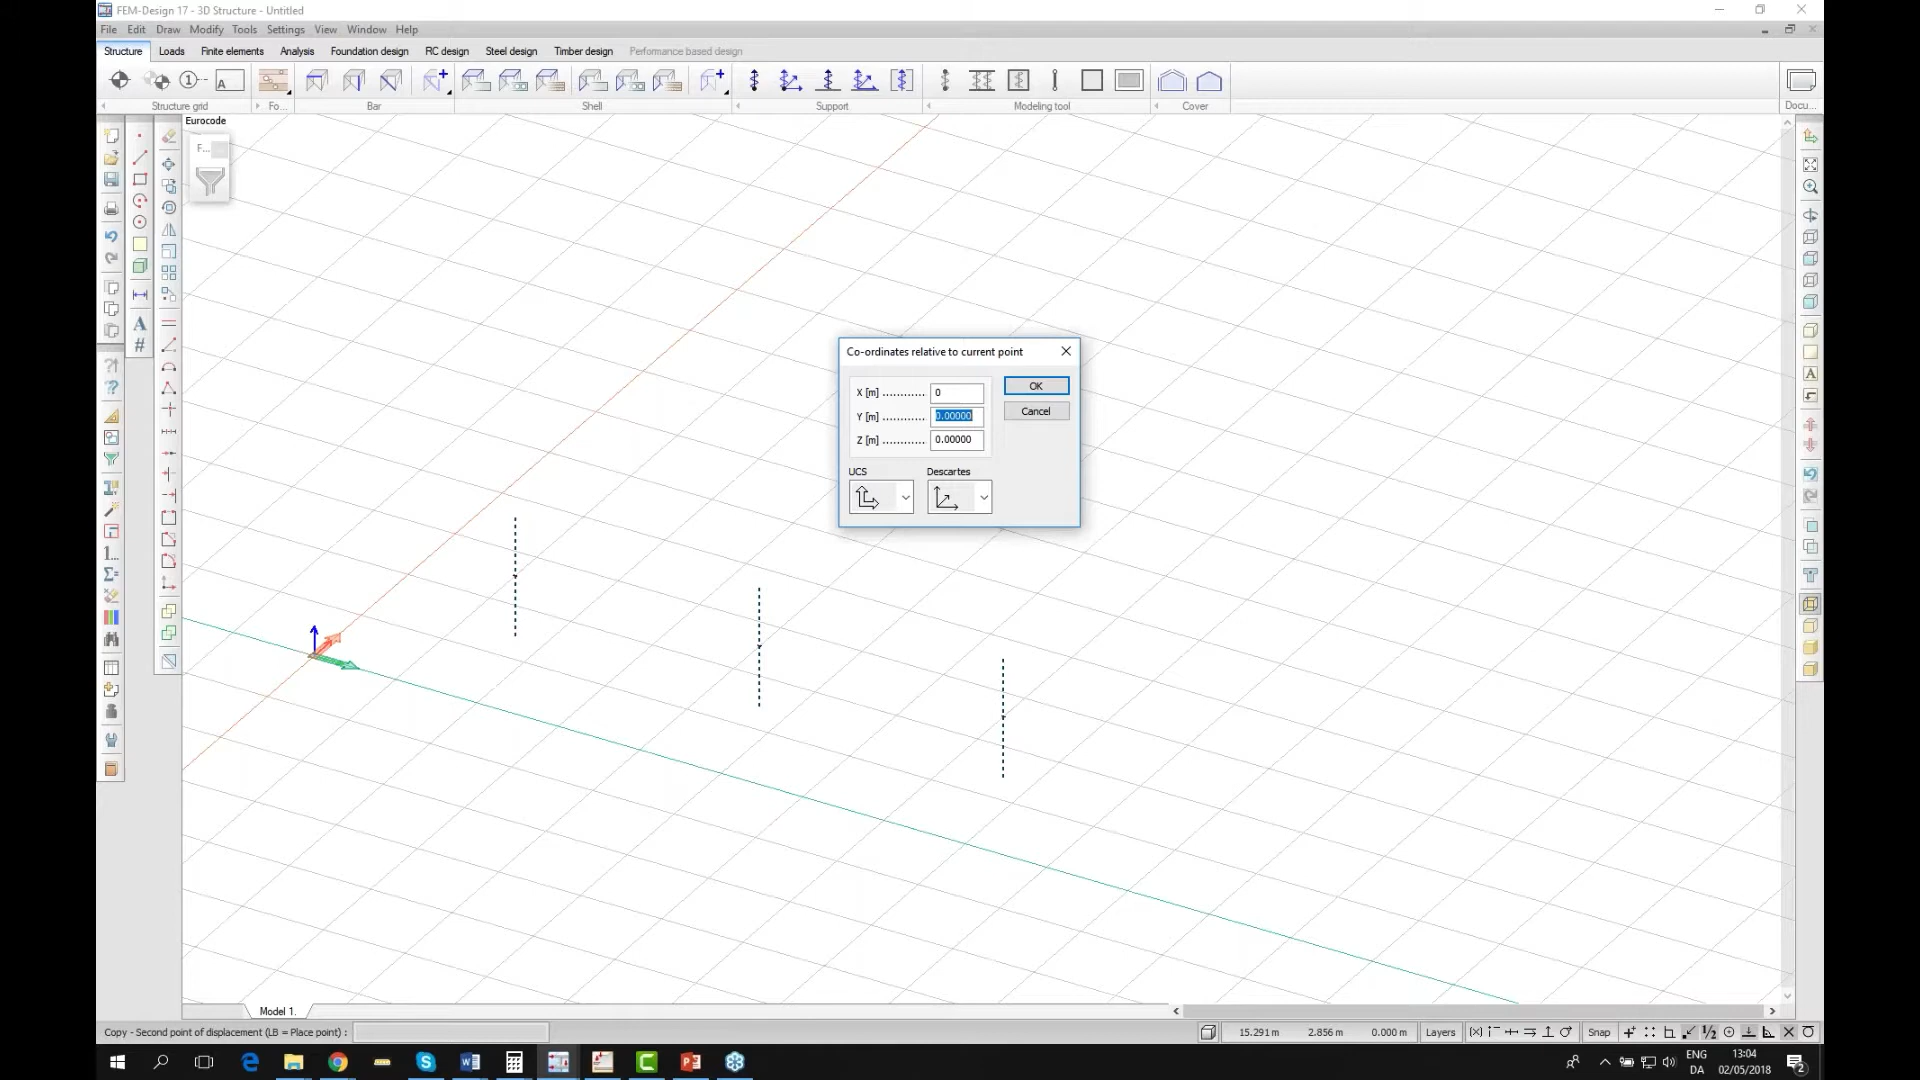 FEM-Design 17 - 3D Structure - Untitled
File Edit Draw Modify Tools Settings View Window Help
Structure Loads Finite elements Analysis Foundation design RC design Steel design Timber design Performance based design
Structure grid Fo... Bar Shell Support Modeling tool Cover Docu...
Eurocode
F...
Co-ordinates relative to current point
X [m] ............ 0 OK
Y [m] ............ 0.00000 Cancel
Z [m] ............ 0.00000
UCS Descartes
Model 1.
Copy - Second point of displacement (LB = Place point) : 15.291 m 2.856 m 0.000 m Layers Snap
ENG 13:04
DA 02/05/2018 2